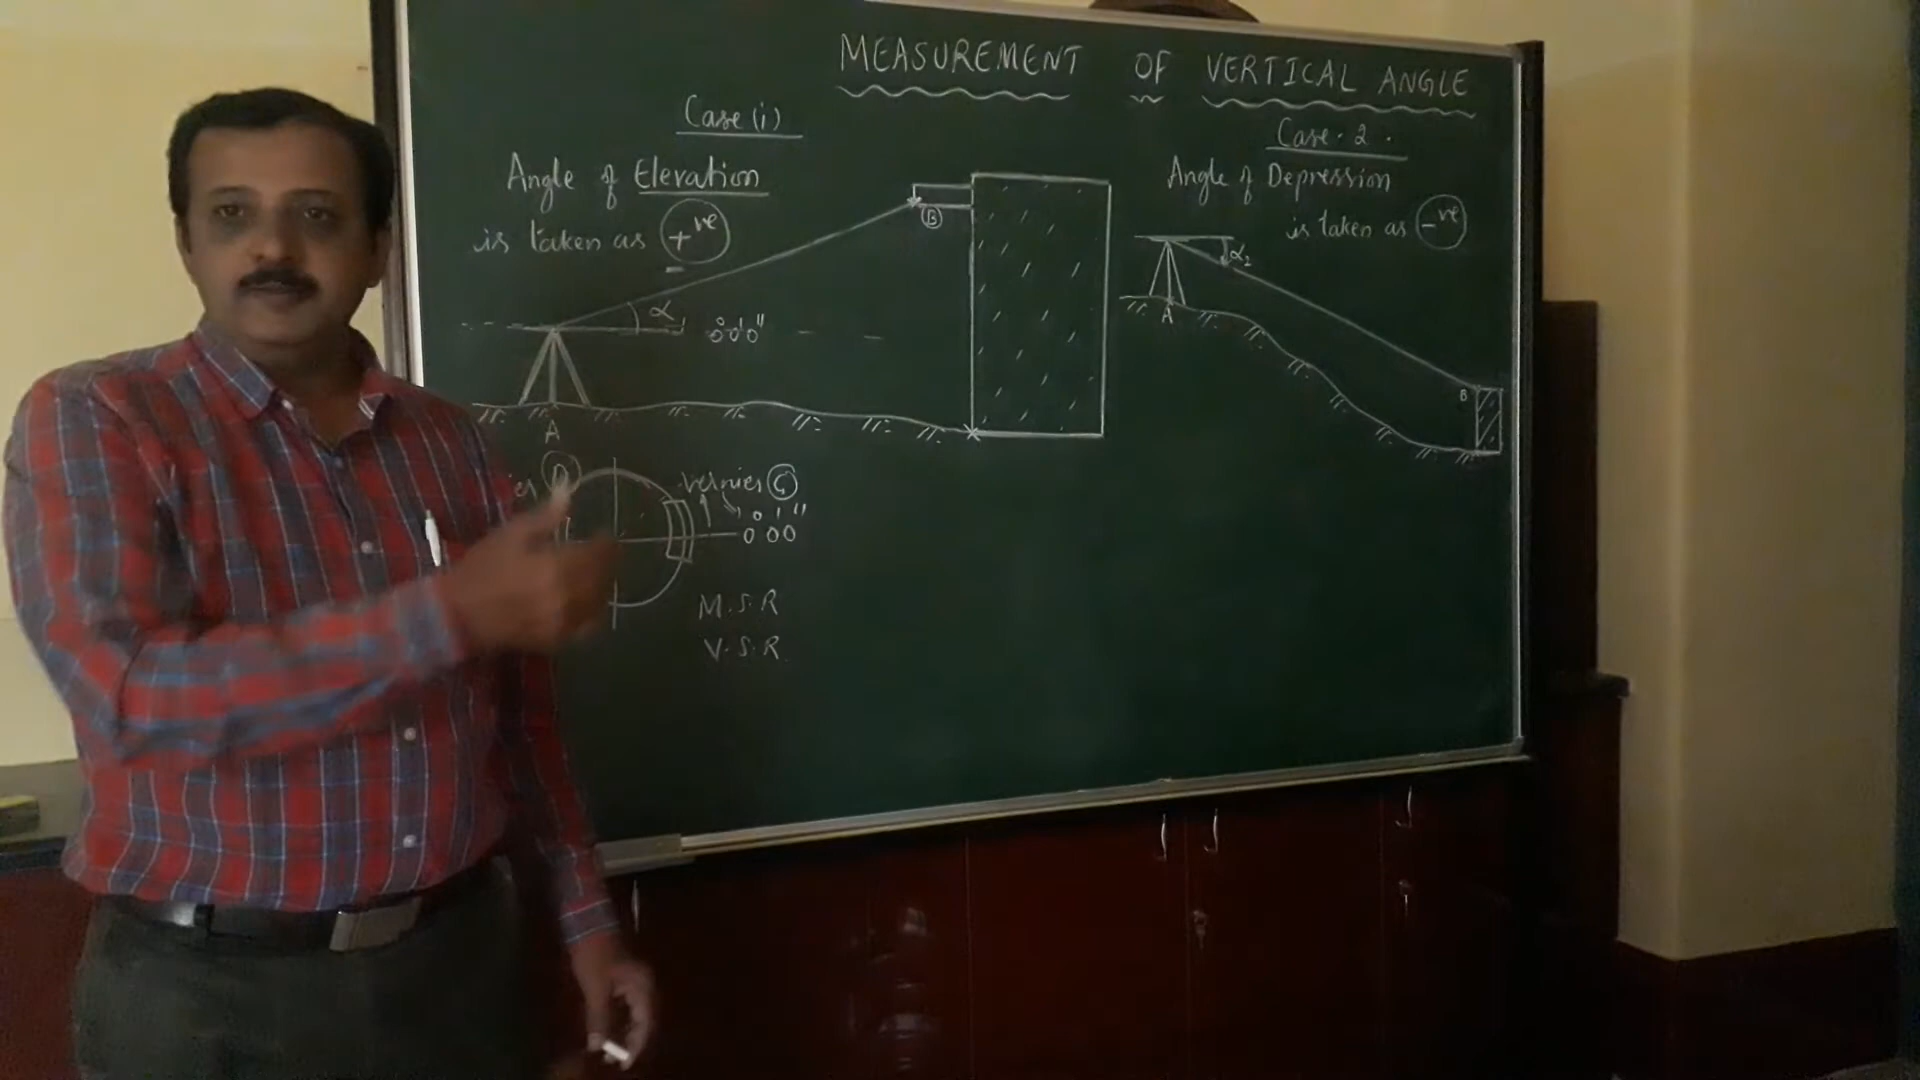 MEASUREMENT OF VERTICAL ANGLE
Case (i)
Angle of Elevation
is taken as +ve
B
α
0° 0' 0"
A
vernier C
0° 0' 0"
M.S.R
V.S.R.
Case. 2.
Angle of Depression
is taken as -ve
α2
A
B